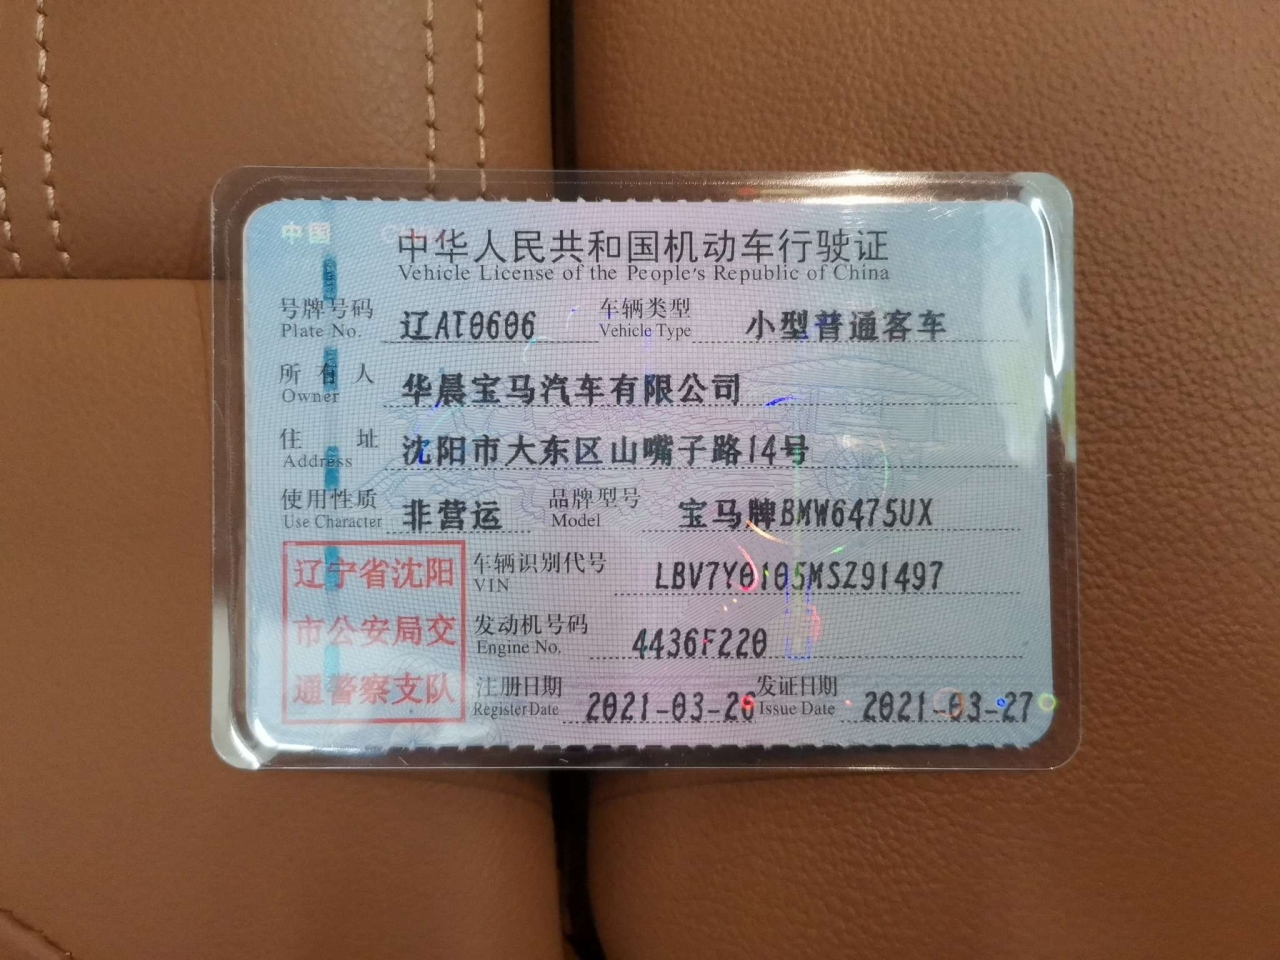 中国
中华人民共和国机动车行驶证
Vehicle License of the People's Republic of China
号牌号码 辽AT0606 车辆类型 小型普通客车
Plate No. Vehicle Type
所有人 华晨宝马汽车有限公司
Owner
住址 沈阳市大东区山嘴子路14号
Address
使用性质 非营运 品牌型号 宝马牌BMW6475UX
Use Character Model
辽宁省沈阳
市公安局交
通警察支队
车辆识别代号 LBV7Y0105MSZ91497
VIN
发动机号码 4436F220
Engine No.
注册日期 2021-03-26 发证日期 2021-03-27
Register Date Issue Date